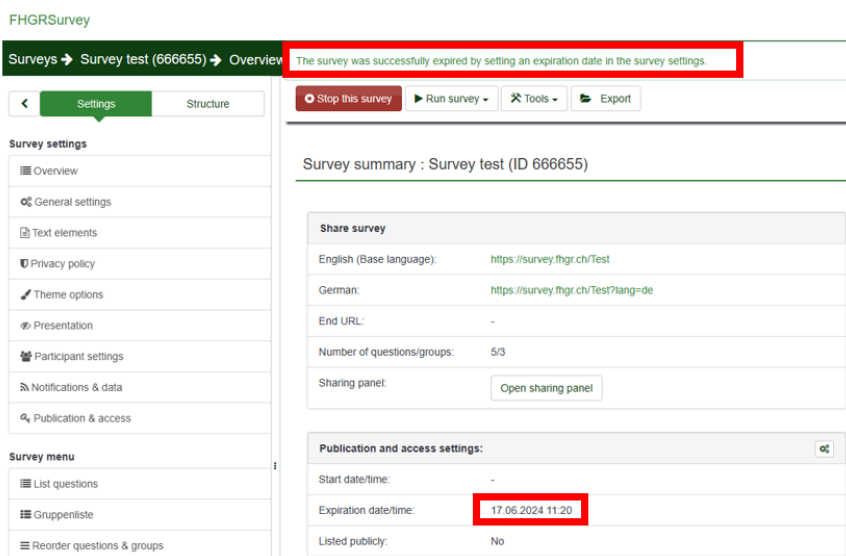 FHGRSurvey
Surveys → Survey test (666655) → Overview
The survey was successfully expired by setting an expiration date in the survey settings.
Settings
Structure
Stop this survey
Run survey
Tools
Export
Survey settings
Overview
General settings
Text elements
Privacy policy
Theme options
Presentation
Participant settings
Notifications & data
Publication & access
Survey menu
List questions
Gruppenliste
Reorder questions & groups
Survey summary : Survey test (ID 666655)
Share survey
English (Base language): https://survey.fhgr.ch/Test
German: https://survey.fhgr.ch/Test?lang=de
End URL: -
Number of questions/groups: 5/3
Sharing panel: Open sharing panel
Publication and access settings:
Start date/time: -
Expiration date/time: 17.06.2024 11:20
Listed publicly: No